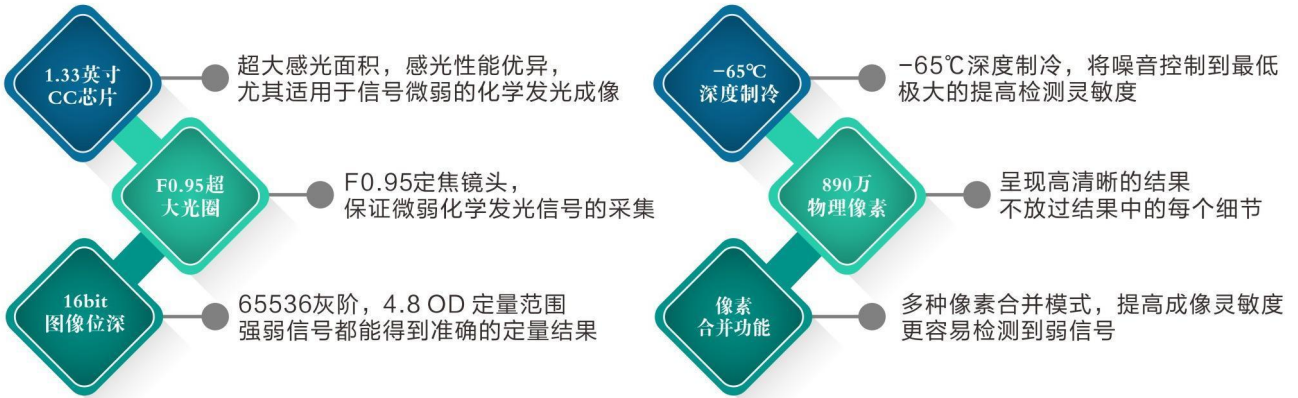 1.33英寸
CC芯片
超大感光面积，感光性能优异，
尤其适用于信号微弱的化学发光成像
F0.95超
大光圈
F0.95定焦镜头，
保证微弱化学发光信号的采集
16bit
图像位深
65536灰阶，4.8 OD 定量范围
强弱信号都能得到准确的定量结果
-65℃
深度制冷
-65℃深度制冷，将噪音控制到最低
极大的提高检测灵敏度
890万
物理像素
呈现高清晰的结果
不放过结果中的每个细节
像素
合并功能
多种像素合并模式，提高成像灵敏度
更容易检测到弱信号